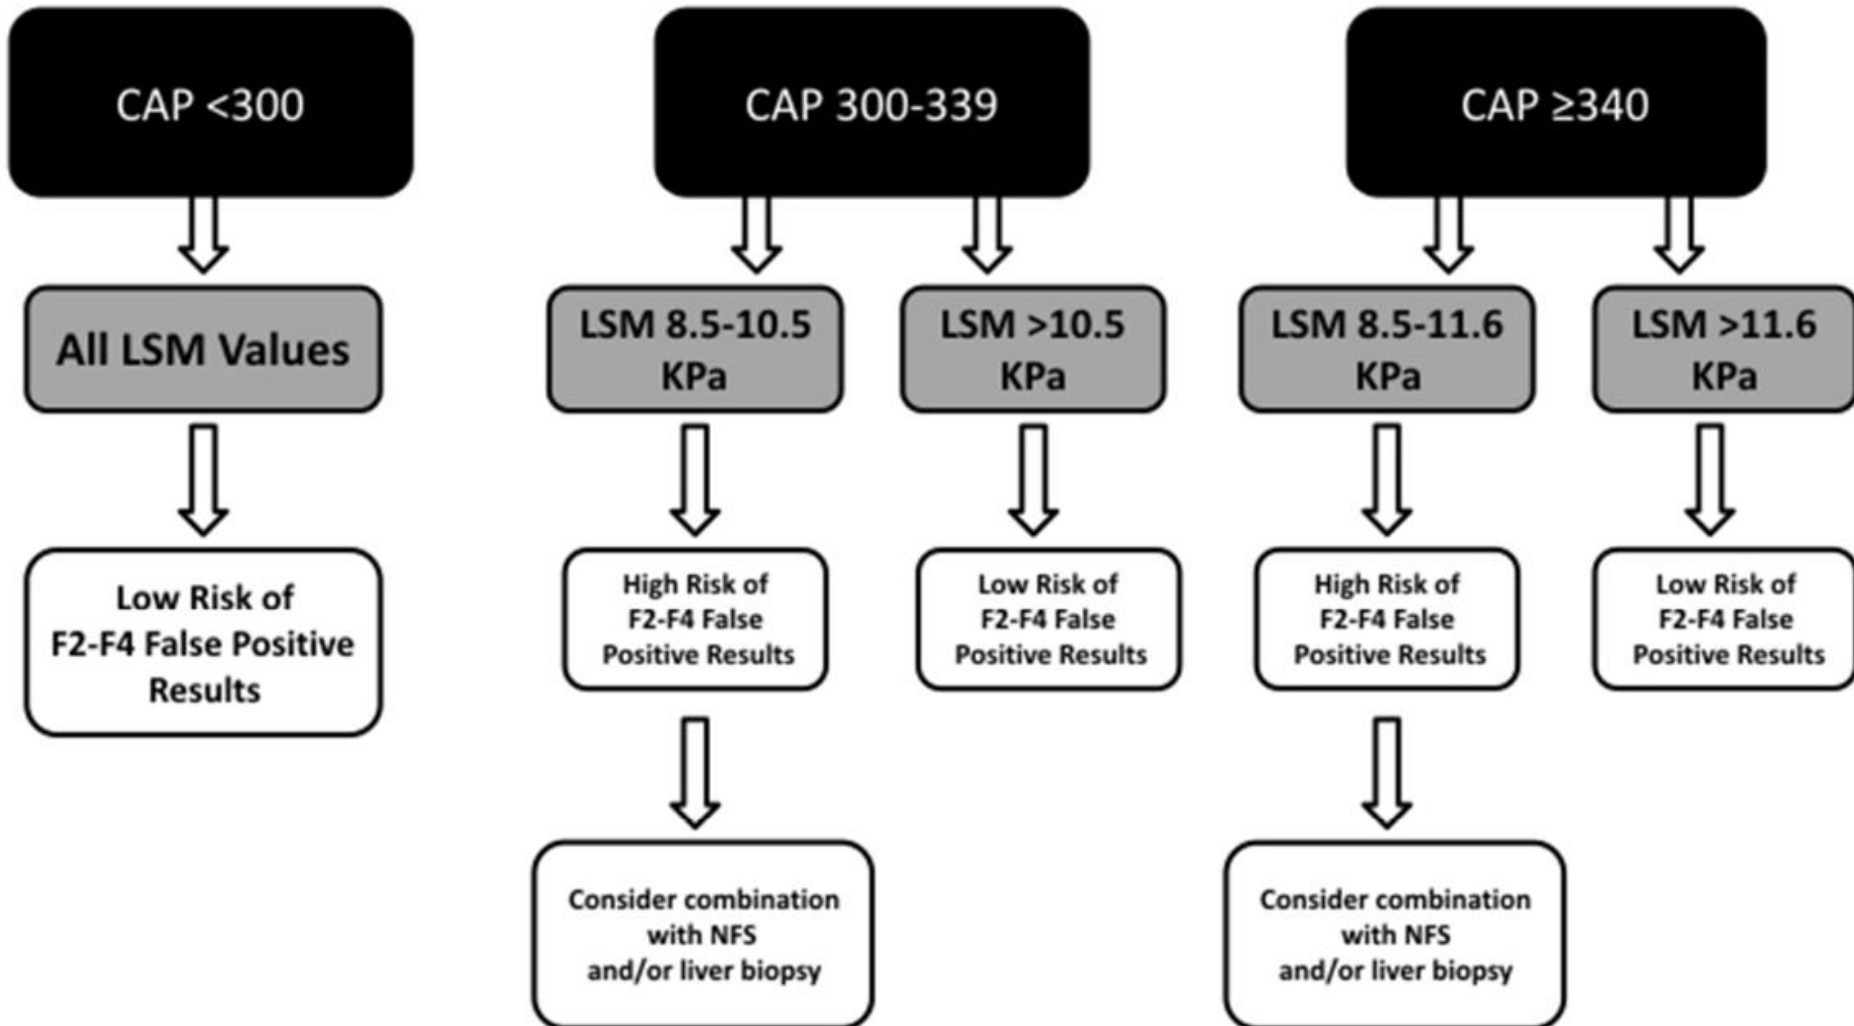 CAP <300
CAP 300-339
CAP ≥340
All LSM Values
LSM 8.5-10.5
KPa
LSM >10.5
KPa
LSM 8.5-11.6
KPa
LSM >11.6
KPa
Low Risk of
F2-F4 False Positive
Results
High Risk of
F2-F4 False
Positive Results
Low Risk of
F2-F4 False
Positive Results
High Risk of
F2-F4 False
Positive Results
Low Risk of
F2-F4 False
Positive Results
Consider combination
with NFS
and/or liver biopsy
Consider combination
with NFS
and/or liver biopsy